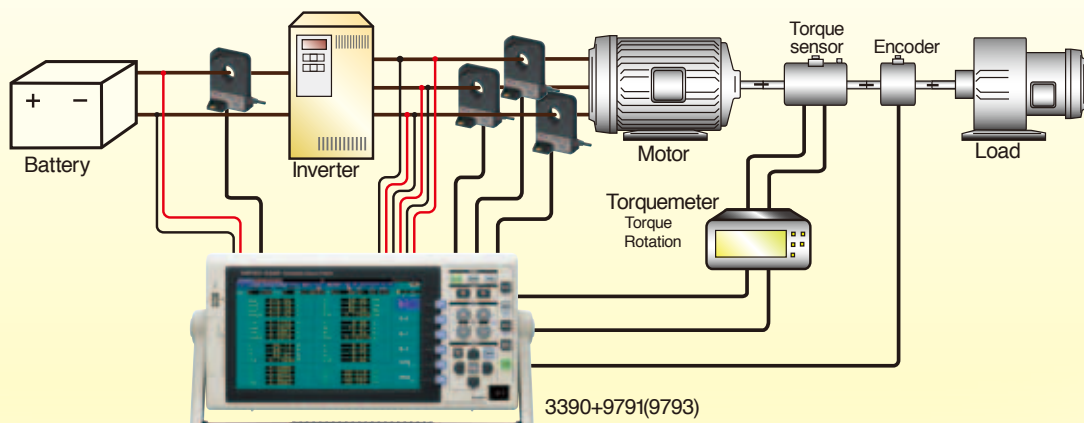 Torque
sensor
Encoder
Battery
+ −
Inverter
Motor
Load
Torquemeter
Torque
Rotation
3390+9791(9793)